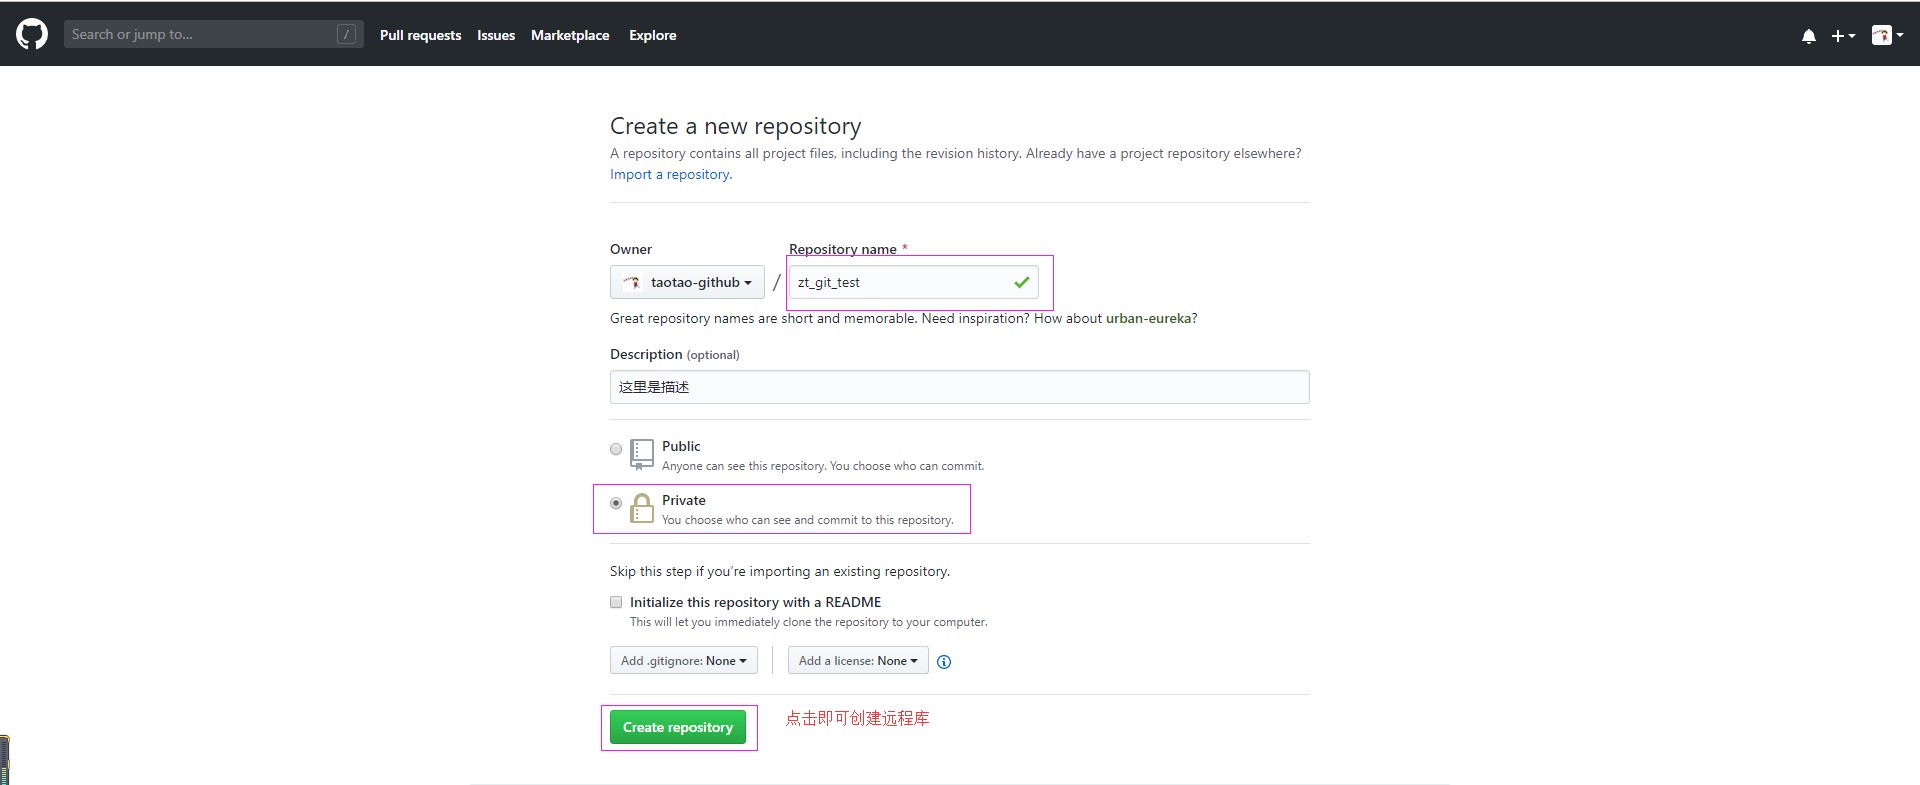 Search or jump to... / Pull requests Issues Marketplace Explore
Create a new repository
A repository contains all project files, including the revision history. Already have a project repository elsewhere?
Import a repository.
Owner Repository name *
taotao-github / zt_git_test
Great repository names are short and memorable. Need inspiration? How about urban-eureka?
Description (optional)
这里是描述
Public
Anyone can see this repository. You choose who can commit.
Private
You choose who can see and commit to this repository.
Skip this step if you’re importing an existing repository.
Initialize this repository with a README
This will let you immediately clone the repository to your computer.
Add .gitignore: None Add a license: None
Create repository 点击即可创建远程库